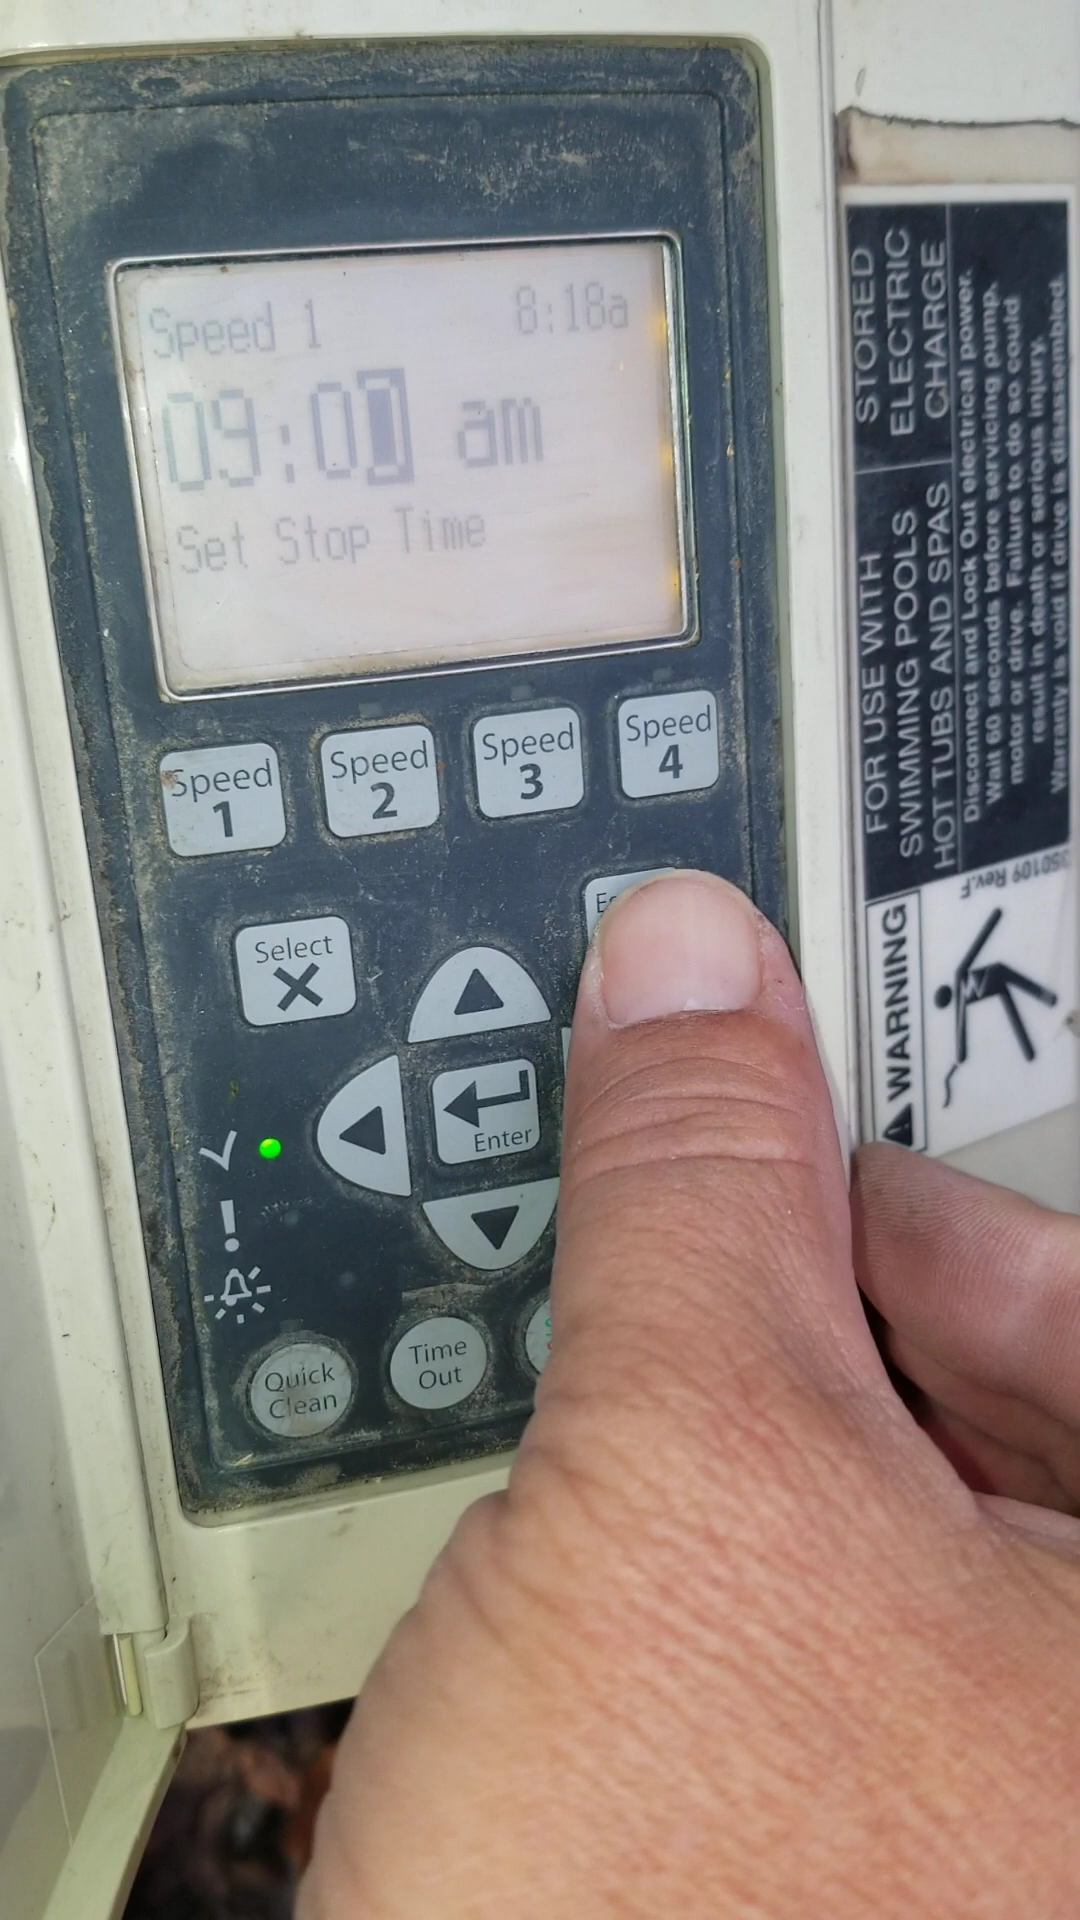 Speed 1 8:18a
09:00 am
Set Stop Time
Speed
1
Speed
2
Speed
3
Speed
4
Select
Enter
Quick
Clean
Time
Out
STORED
ELECTRIC
CHARGE
FOR USE WITH
SWIMMING POOLS
HOT TUBS AND SPAS
Disconnect and Lock Out electrical power.
Wait 60 seconds before servicing pump,
motor or drive. Failure to do so could
result in death or serious injury.
Warranty is void if drive is disassembled.
WARNING
350109 Rev.F